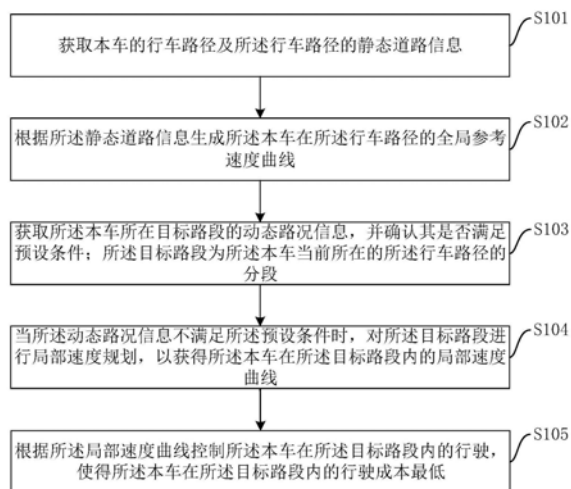 S101
获取本车的行车路径及所述行车路径的静态道路信息
S102
根据所述静态道路信息生成所述本车在所述行车路径的全局参考
速度曲线
S103
获取所述本车所在目标路段的动态路况信息，并确认其是否满足
预设条件；所述目标路段为所述本车当前所在的所述行车路径的
分段
S104
当所述动态路况信息不满足所述预设条件时，对所述目标路段进
行局部速度规划，以获得所述本车在所述目标路段内的局部速度
曲线
S105
根据所述局部速度曲线控制所述本车在所述目标路段内的行驶，
使得所述本车在所述目标路段内的行驶成本最低